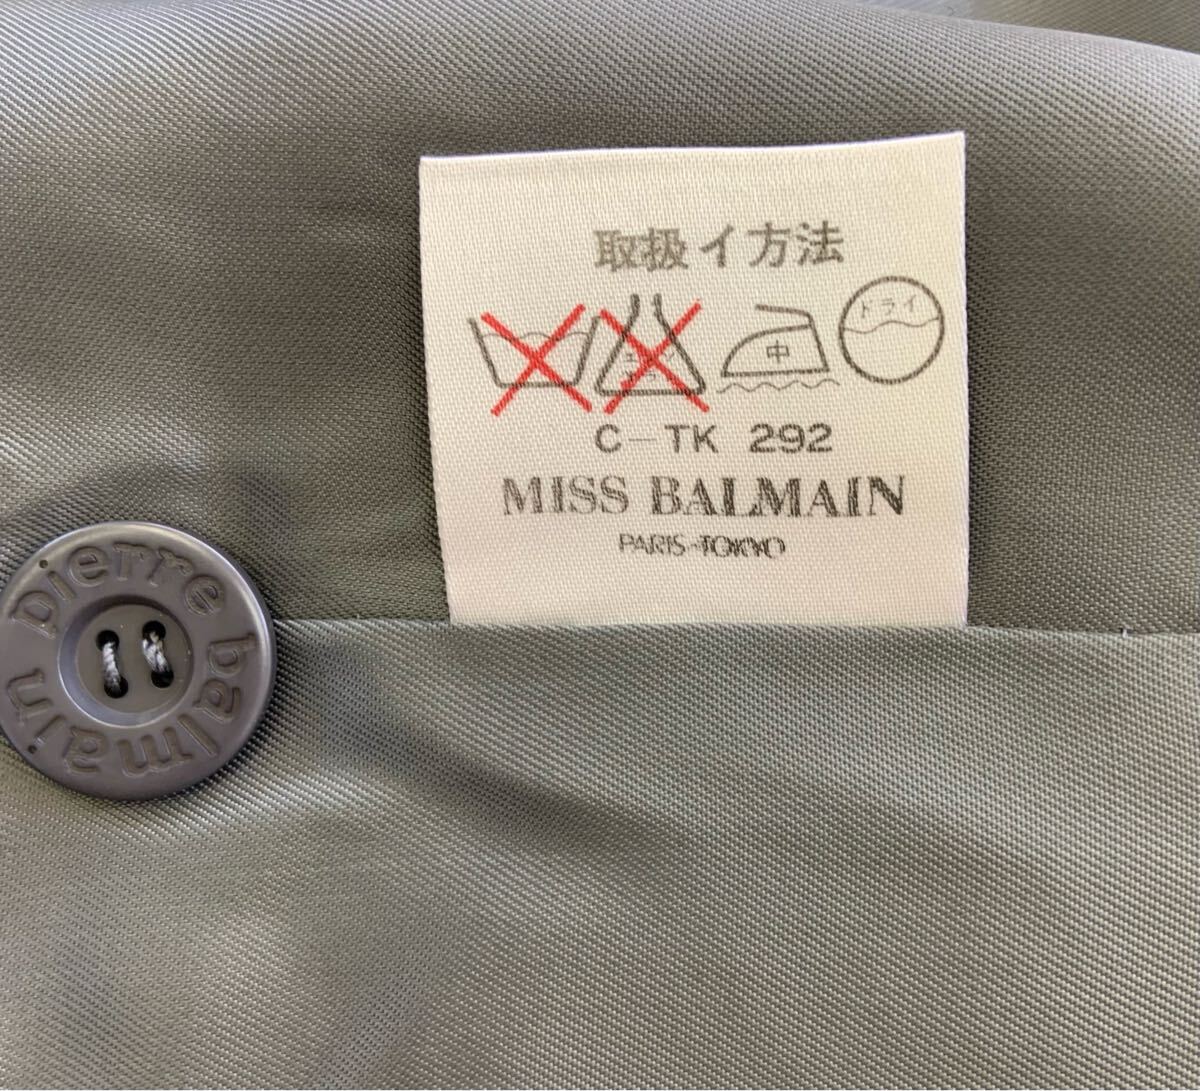 取扱イ方法
中 ドライ
C-TK 292
MISS BALMAIN
PARIS-TOKYO
pierre balmain